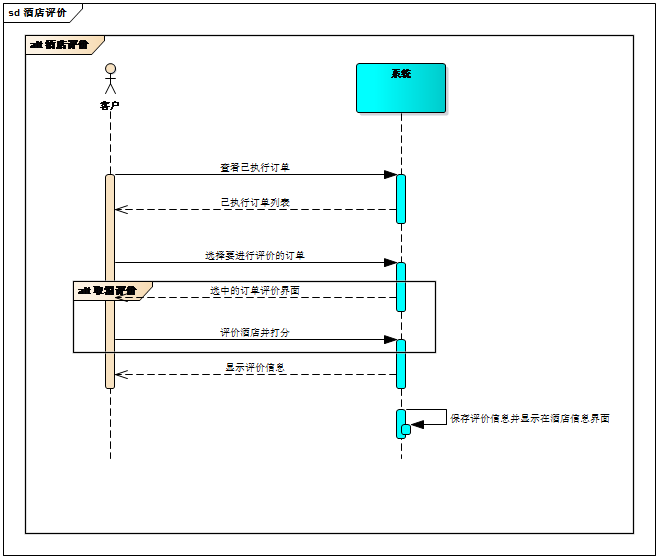 sd 酒店评价
alt 酒店评价
客户
系统
查看已执行订单
已执行订单列表
选择要进行评价的订单
alt 取消评价
选中的订单评价界面
评价酒店并打分
显示评价信息
保存评价信息并显示在酒店信息界面